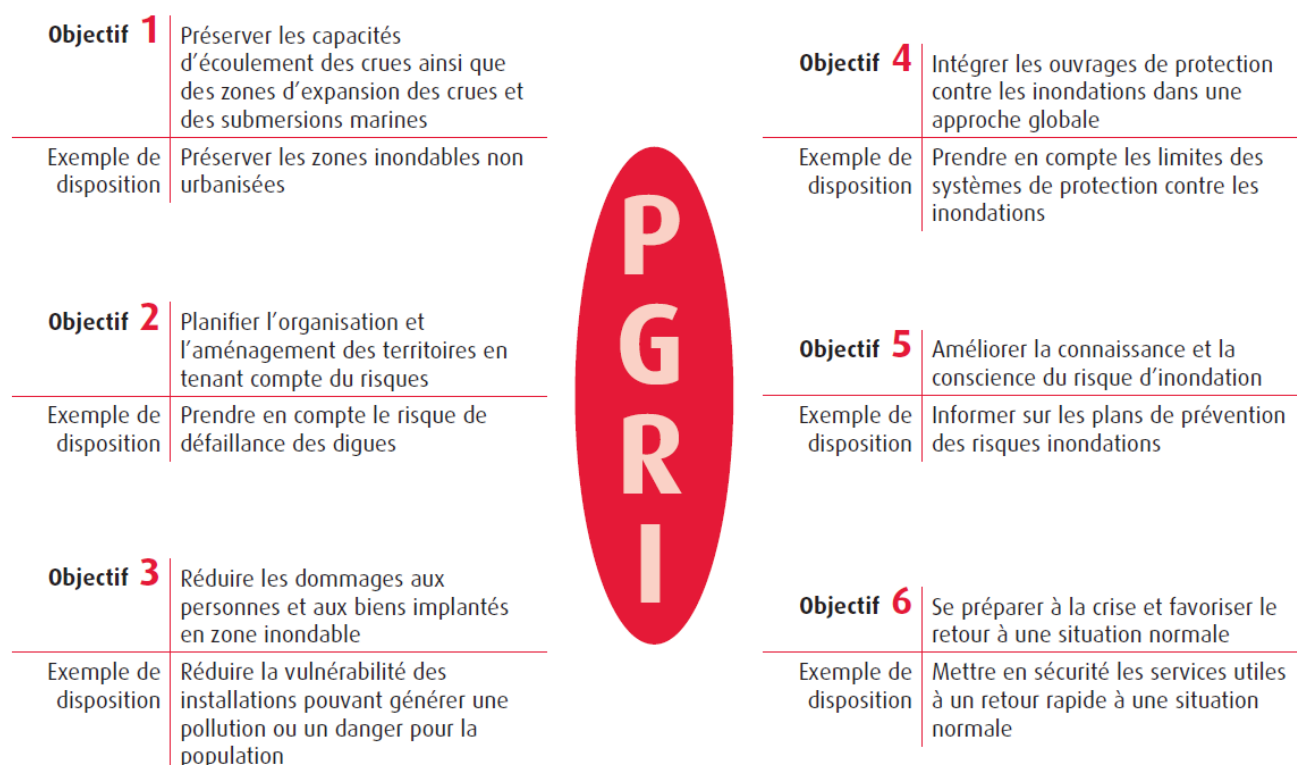 Objectif 1 Préserver les capacités
d'écoulement des crues ainsi que
des zones d'expansion des crues et
des submersions marines
Exemple de Préserver les zones inondables non
disposition urbanisées
Objectif 2 Planifier l'organisation et
l'aménagement des territoires en
tenant compte du risques
Exemple de Prendre en compte le risque de
disposition défaillance des digues
Objectif 3 Réduire les dommages aux
personnes et aux biens implantés
en zone inondable
Exemple de Réduire la vulnérabilité des
disposition installations pouvant générer une
pollution ou un danger pour la
population
P
G
R
I
Objectif 4 Intégrer les ouvrages de protection
contre les inondations dans une
approche globale
Exemple de Prendre en compte les limites des
disposition systèmes de protection contre les
inondations
Objectif 5 Améliorer la connaissance et la
conscience du risque d'inondation
Exemple de Informer sur les plans de prévention
disposition des risques inondations
Objectif 6 Se préparer à la crise et favoriser le
retour à une situation normale
Exemple de Mettre en sécurité les services utiles
disposition à un retour rapide à une situation
normale